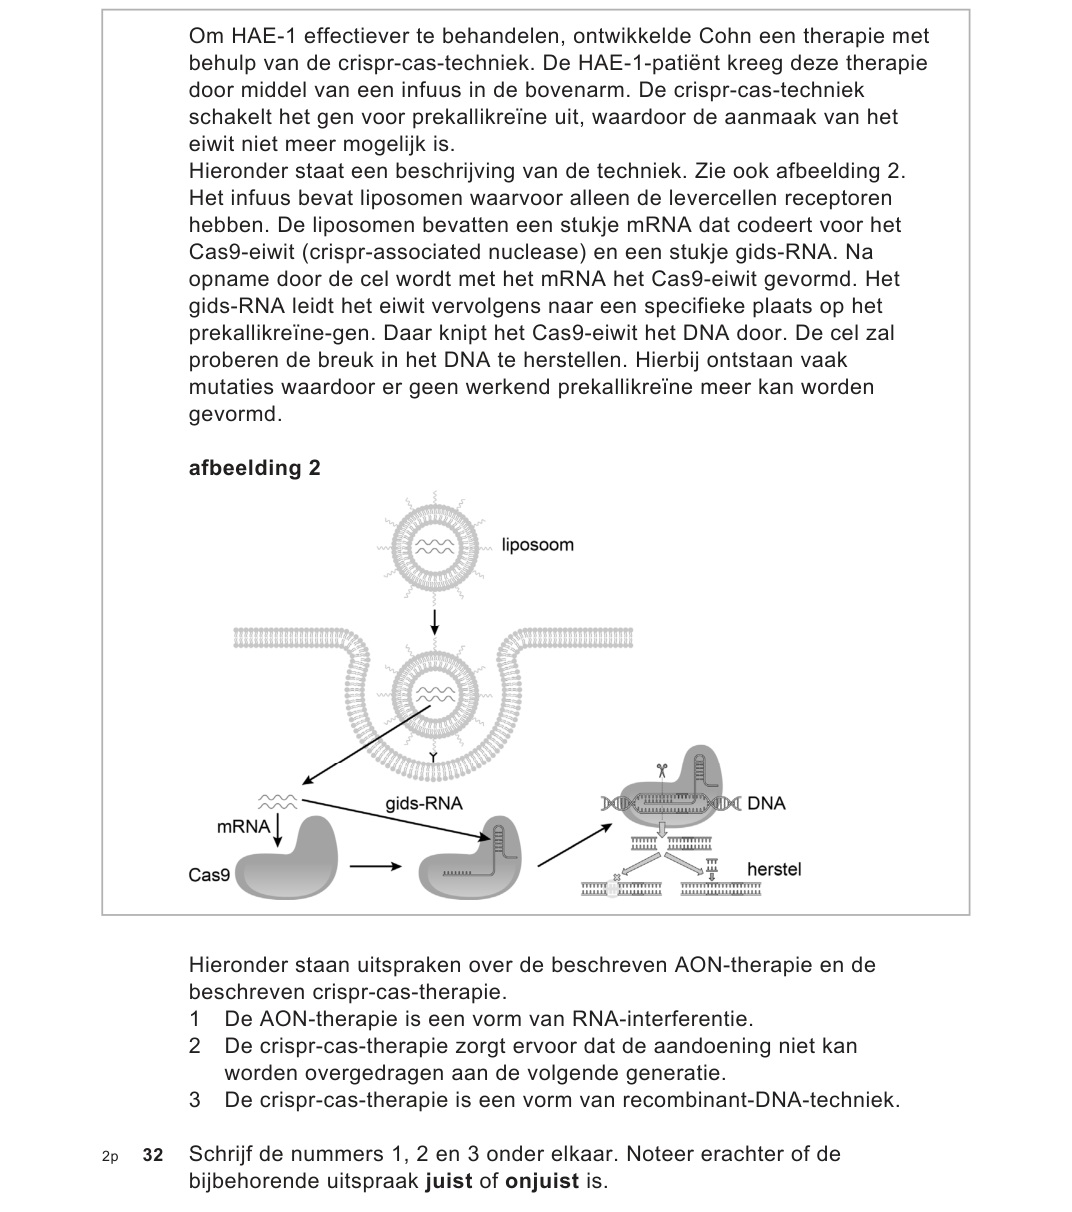 Om HAE-1 effectiever te behandelen, ontwikkelde Cohn een therapie met
behulp van de crispr-cas-techniek. De HAE-1-patiënt kreeg deze therapie
door middel van een infuus in de bovenarm. De crispr-cas-techniek
schakelt het gen voor prekallikreïne uit, waardoor de aanmaak van het
eiwit niet meer mogelijk is.
Hieronder staat een beschrijving van de techniek. Zie ook afbeelding 2.
Het infuus bevat liposomen waarvoor alleen de levercellen receptoren
hebben. De liposomen bevatten een stukje mRNA dat codeert voor het
Cas9-eiwit (crispr-associated nuclease) en een stukje gids-RNA. Na
opname door de cel wordt met het mRNA het Cas9-eiwit gevormd. Het
gids-RNA leidt het eiwit vervolgens naar een specifieke plaats op het
prekallikreïne-gen. Daar knipt het Cas9-eiwit het DNA door. De cel zal
proberen de breuk in het DNA te herstellen. Hierbij ontstaan vaak
mutaties waardoor er geen werkend prekallikreïne meer kan worden
gevormd.
afbeelding 2
liposoom
gids-RNA
DNA
mRNA
herstel
Cas9
Hieronder staan uitspraken over de beschreven AON-therapie en de
beschreven crispr-cas-therapie.
1 De AON-therapie is een vorm van RNA-interferentie.
2 De crispr-cas-therapie zorgt ervoor dat de aandoening niet kan
worden overgedragen aan de volgende generatie.
3 De crispr-cas-therapie is een vorm van recombinant-DNA-techniek.
2p 32 Schrijf de nummers 1, 2 en 3 onder elkaar. Noteer erachter of de
bijbehorende uitspraak juist of onjuist is.